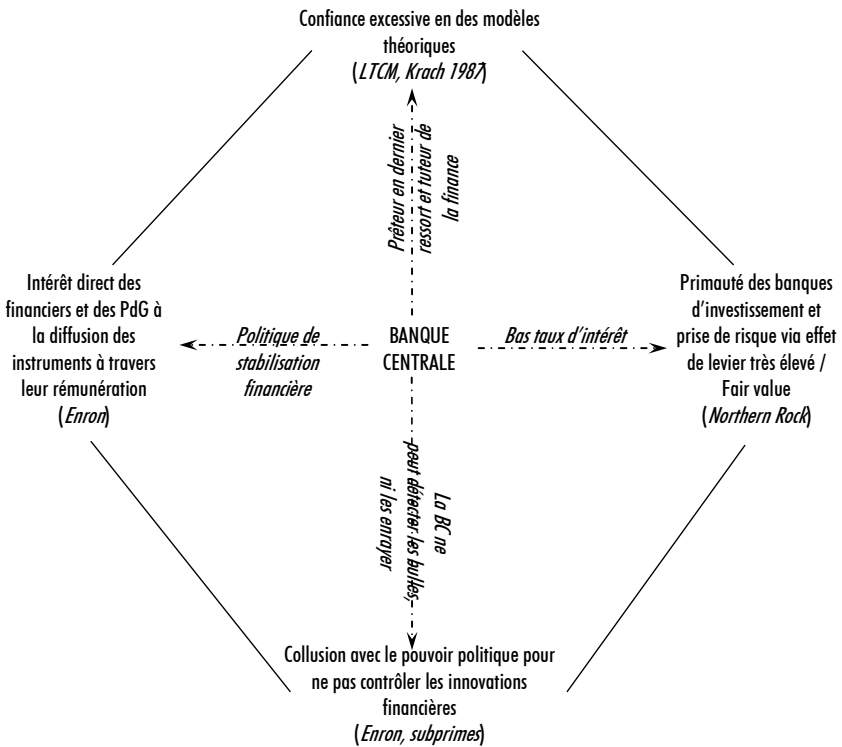 Confiance excessive en des modèles
théoriques
(LTCM, Krach 1987)
Prêteur en dernier
ressort et tuteur de
la finance
Intérêt direct des
financiers et des PdG à
la diffusion des
instruments à travers
leur rémunération
(Enron)
Politique de
stabilisation
financière
BANQUE
CENTRALE
Bas taux d’intérêt
Primauté des banques
d’investissement et
prise de risque via effet
de levier très élevé /
Fair value
(Northern Rock)
La BC ne
peut détecter les bulles,
ni les enrayer
Collusion avec le pouvoir politique pour
ne pas contrôler les innovations
financières
(Enron, subprimes)